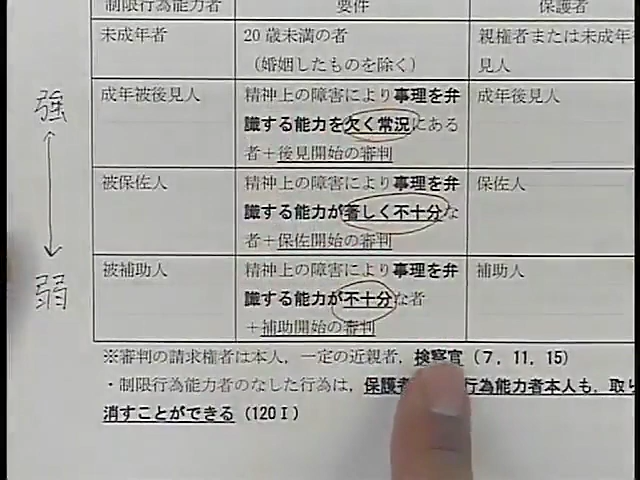 制限行為能力者 要件 保護者
未成年者 20歳未満の者 親権者または未成年
（婚姻したものを除く） 見人
成年被後見人 精神上の障害により事理を弁 成年後見人
識する能力を欠く常況にある
者＋後見開始の審判
被保佐人 精神上の障害により事理を弁 保佐人
識する能力が著しく不十分な
者＋保佐開始の審判
被補助人 精神上の障害により事理を弁 補助人
識する能力が不十分な者
＋補助開始の審判
強
弱
※審判の請求権者は本人，一定の近親者，検察官（7，11，15）
・制限行為能力者のなした行為は，保護者 行為能力者本人も，取り
消すことができる（120Ⅰ）